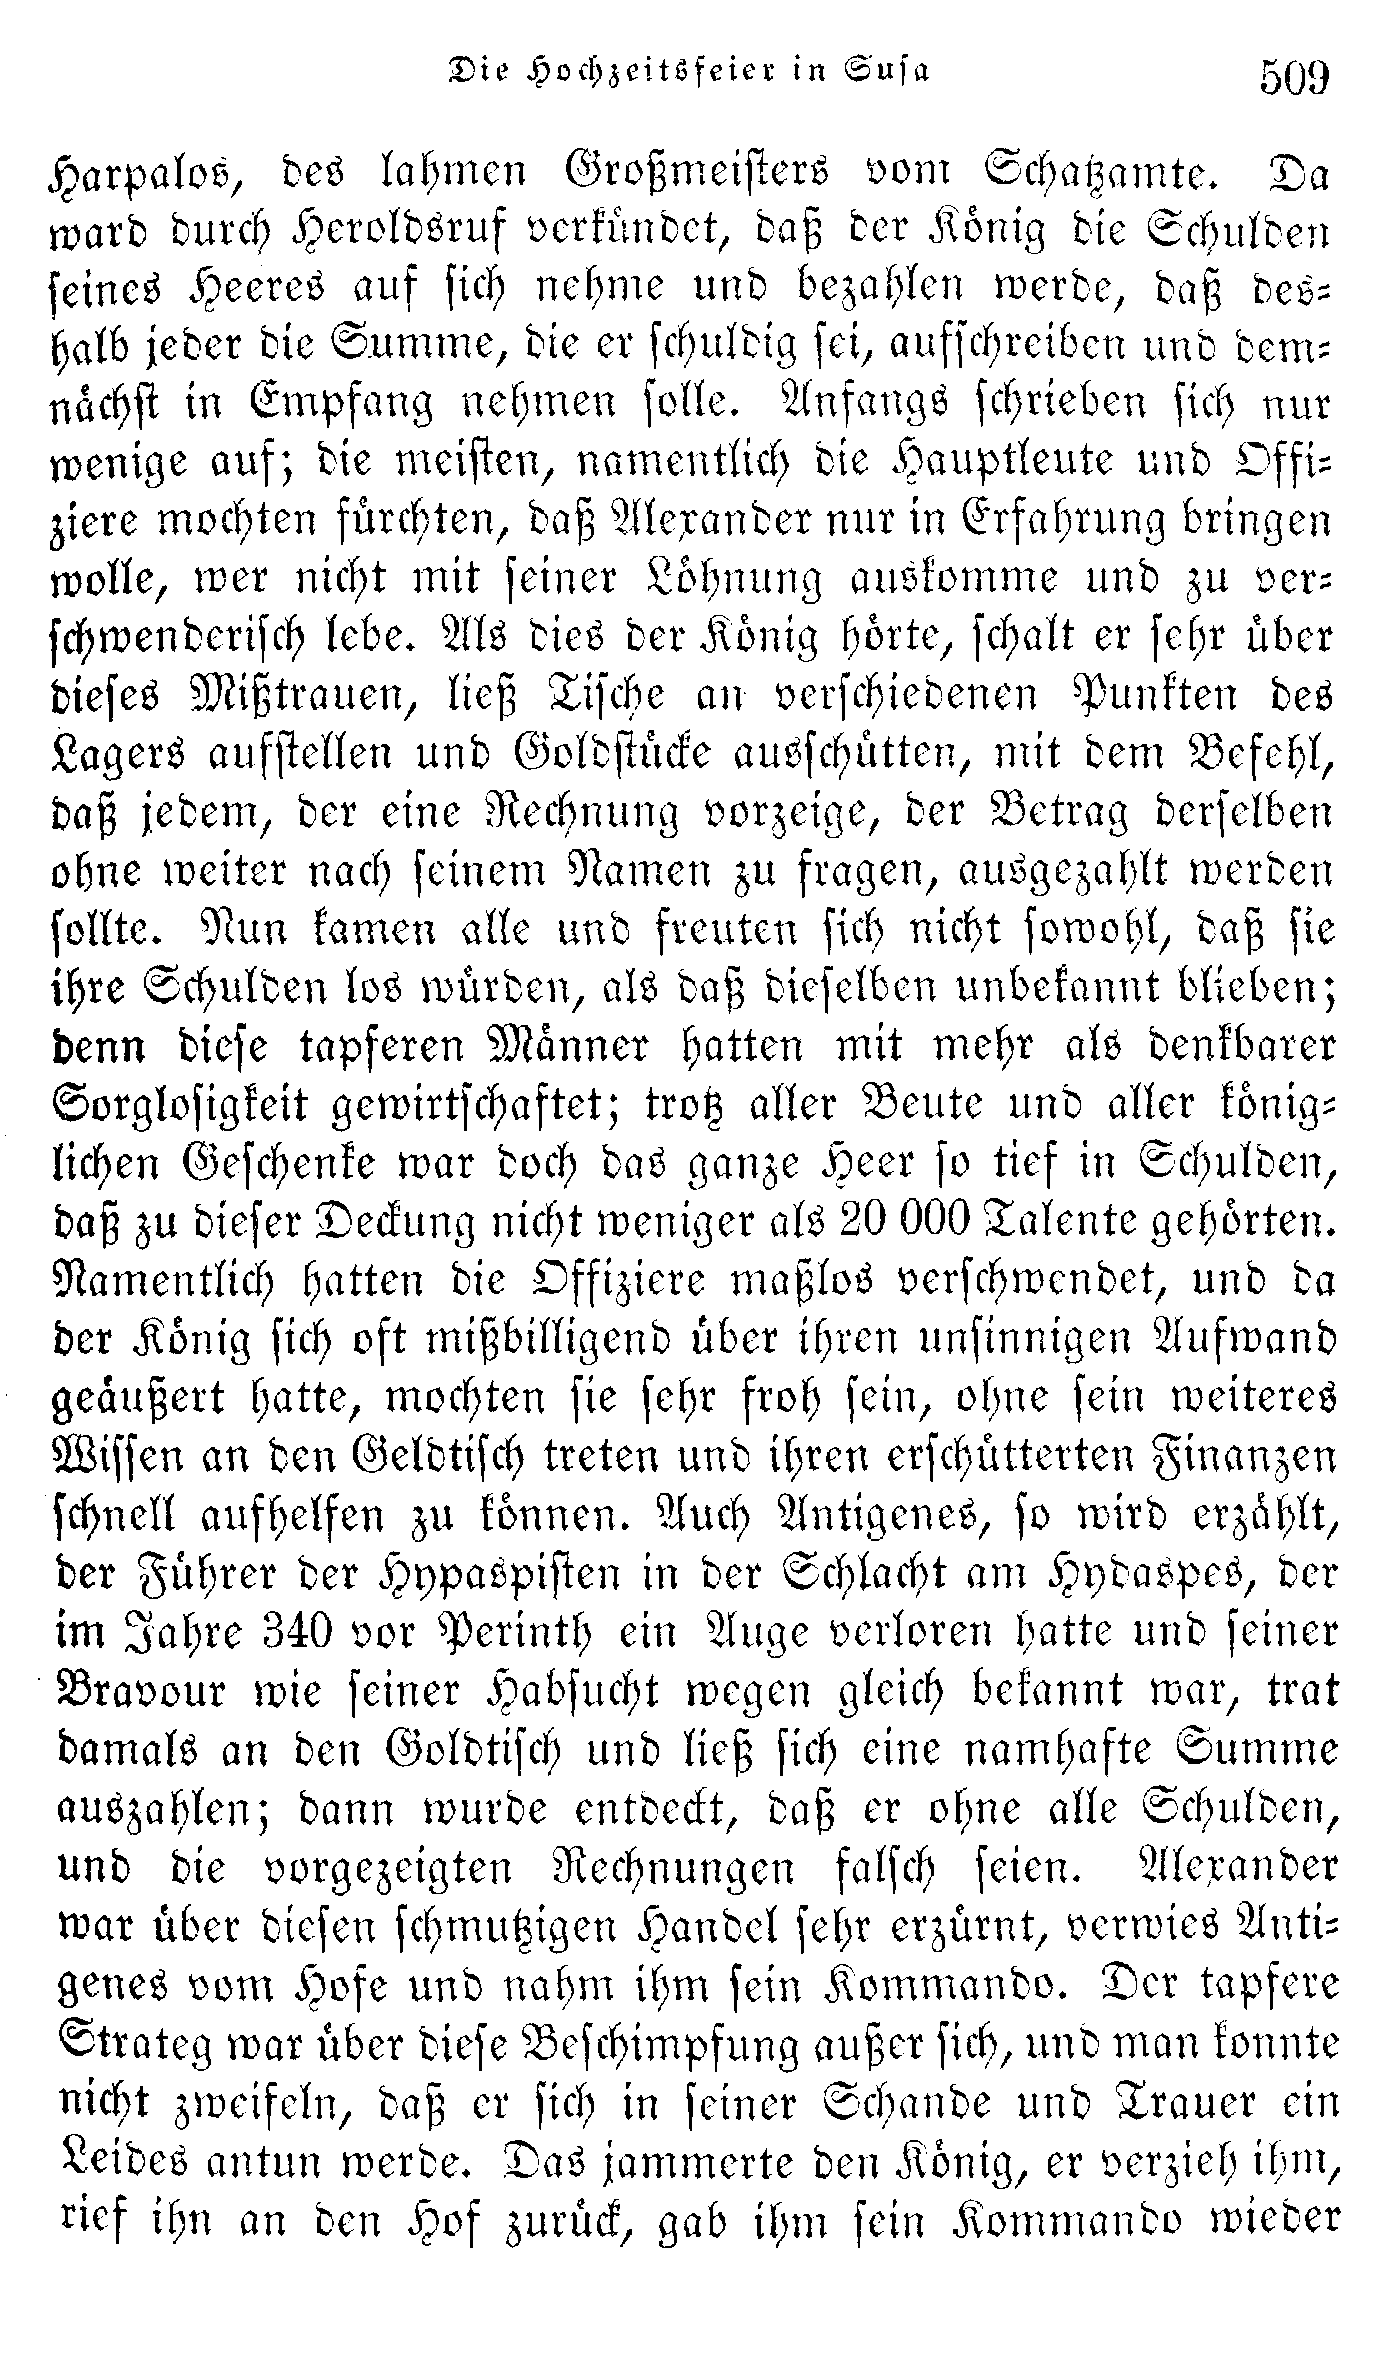 Die Hochzeitsfeier in Susa 509
Harpalos, des lahmen Großmeisters vom Schatzamte. Da
ward durch Heroldsruf verkündet, daß der König die Schulden
seines Heeres auf sich nehme und bezahlen werde, daß des-
halb jeder die Summe, die er schuldig sei, aufschreiben und dem-
nächst in Empfang nehmen solle. Anfangs schrieben sich nur
wenige auf; die meisten, namentlich die Hauptleute und Offi-
ziere mochten fürchten, daß Alexander nur in Erfahrung bringen
wolle, wer nicht mit seiner Löhnung auskomme und zu ver-
schwenderisch lebe. Als dies der König hörte, schalt er sehr über
dieses Mißtrauen, ließ Tische an verschiedenen Punkten des
Lagers aufstellen und Goldstücke ausschütten, mit dem Befehl,
daß jedem, der eine Rechnung vorzeige, der Betrag derselben
ohne weiter nach seinem Namen zu fragen, ausgezahlt werden
sollte. Nun kamen alle und freuten sich nicht sowohl, daß sie
ihre Schulden los würden, als daß dieselben unbekannt blieben;
denn diese tapferen Männer hatten mit mehr als denkbarer
Sorglosigkeit gewirtschaftet; trotz aller Beute und aller könig-
lichen Geschenke war doch das ganze Heer so tief in Schulden,
daß zu dieser Deckung nicht weniger als 20 000 Talente gehörten.
Namentlich hatten die Offiziere maßlos verschwendet, und da
der König sich oft mißbilligend über ihren unsinnigen Aufwand
geäußert hatte, mochten sie sehr froh sein, ohne sein weiteres
Wissen an den Geldtisch treten und ihren erschütterten Finanzen
schnell aufhelfen zu können. Auch Antigenes, so wird erzählt,
der Führer der Hypaspisten in der Schlacht am Hydaspes, der
im Jahre 340 vor Perinth ein Auge verloren hatte und seiner
Bravour wie seiner Habsucht wegen gleich bekannt war, trat
damals an den Goldtisch und ließ sich eine namhafte Summe
auszahlen; dann wurde entdeckt, daß er ohne alle Schulden,
und die vorgezeigten Rechnungen falsch seien. Alexander
war über diesen schmutzigen Handel sehr erzürnt, verwies Anti-
genes vom Hofe und nahm ihm sein Kommando. Der tapfere
Strateg war über diese Beschimpfung außer sich, und man konnte
nicht zweifeln, daß er sich in seiner Schande und Trauer ein
Leides antun werde. Das jammerte den König, er verzieh ihm,
rief ihn an den Hof zurück, gab ihm sein Kommando wieder